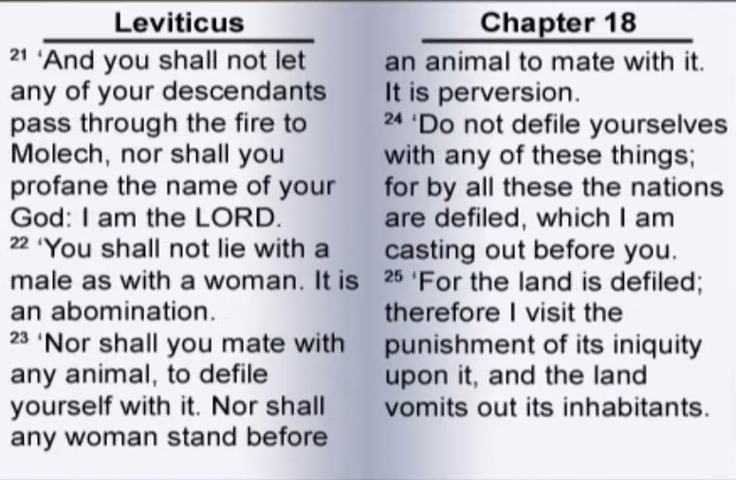 Leviticus
²¹ ‘And you shall not let
any of your descendants
pass through the fire to
Molech, nor shall you
profane the name of your
God: I am the LORD.
²² ‘You shall not lie with a
male as with a woman. It is
an abomination.
²³ ‘Nor shall you mate with
any animal, to defile
yourself with it. Nor shall
any woman stand before
Chapter 18
an animal to mate with it.
It is perversion.
²⁴ ‘Do not defile yourselves
with any of these things;
for by all these the nations
are defiled, which I am
casting out before you.
²⁵ ‘For the land is defiled;
therefore I visit the
punishment of its iniquity
upon it, and the land
vomits out its inhabitants.